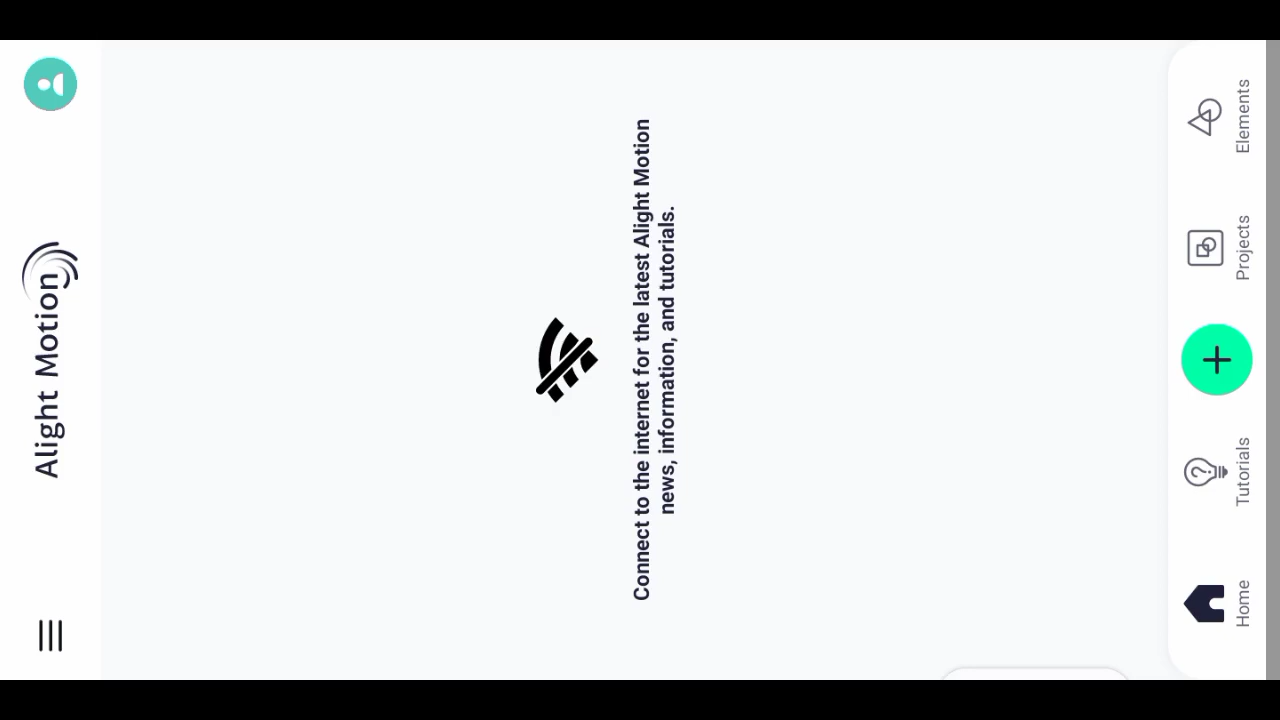 Alight Motion
Connect to the internet for the latest Alight Motion
news, information, and tutorials.
Home
Tutorials
Projects
Elements